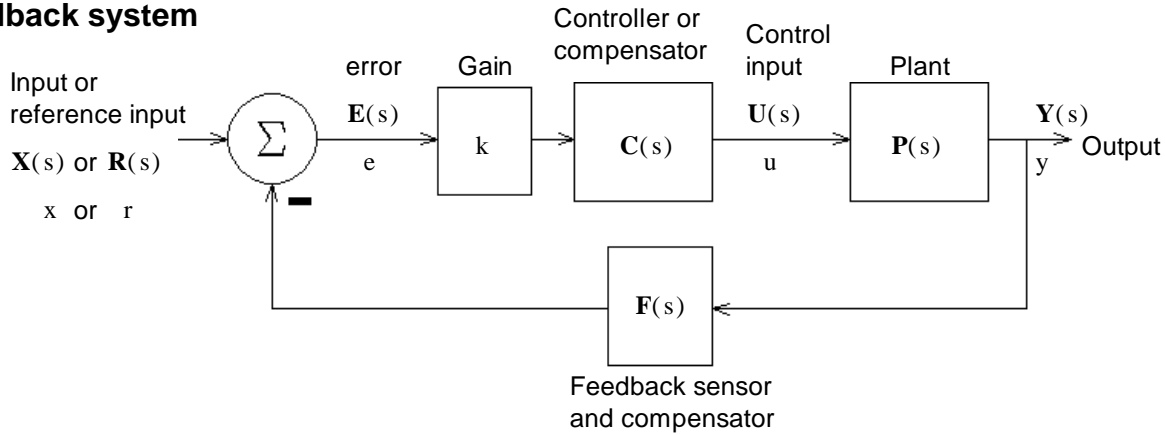 dback system
Controller or
compensator
Control
input
error
Gain
Plant
Input or
reference input
E(s)
U(s)
Y(s)
Σ
k
C(s)
P(s)
Output
X(s) or R(s)
e
u
y
x or r
F(s)
Feedback sensor
and compensator